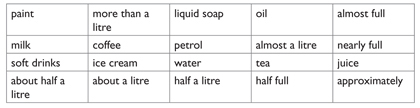 paint more than a litre liquid soap oil almost full
milk coffee petrol almost a litre nearly full
soft drinks ice cream water tea juice
about half a litre about a litre half a litre half full approximately